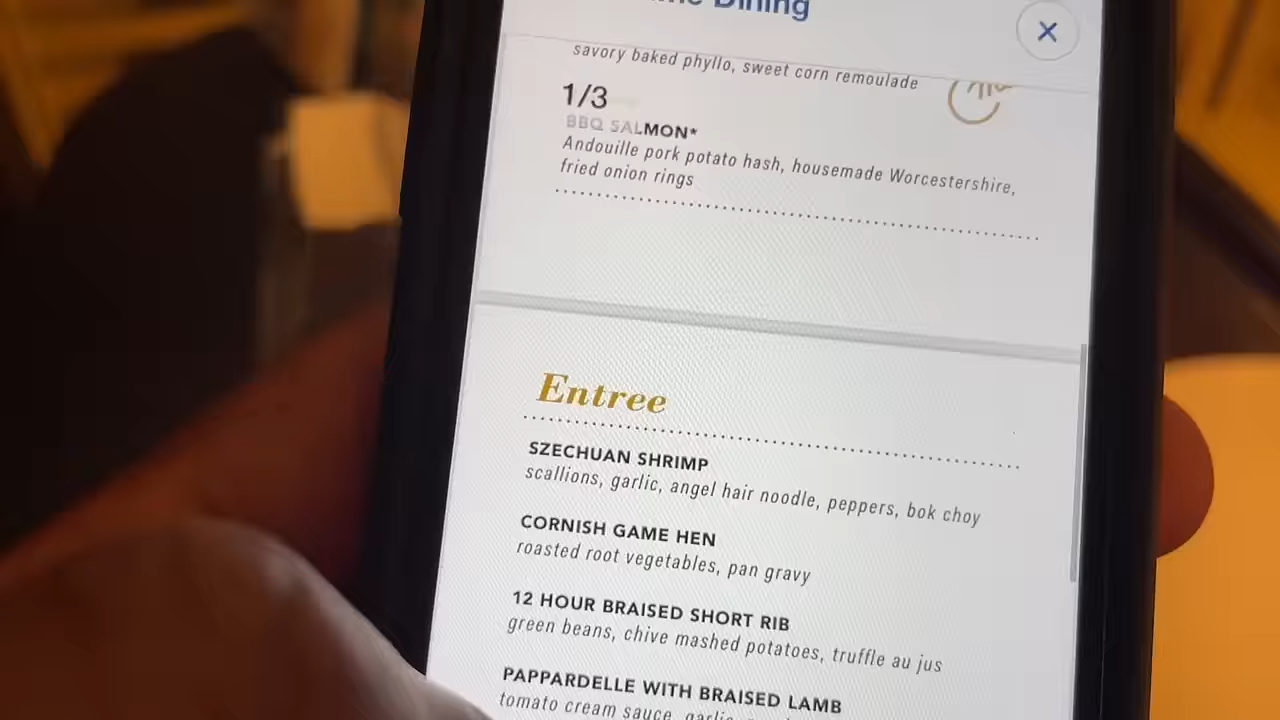 Dining
savory baked phyllo, sweet corn remoulade
1/3
BBQ SALMON*
Andouille pork potato hash, housemade Worcestershire,
fried onion rings
Entree
SZECHUAN SHRIMP
scallions, garlic, angel hair noodle, peppers, bok choy
CORNISH GAME HEN
roasted root vegetables, pan gravy
12 HOUR BRAISED SHORT RIB
green beans, chive mashed potatoes, truffle au jus
PAPPARDELLE WITH BRAISED LAMB
tomato cream sauce, garlic,